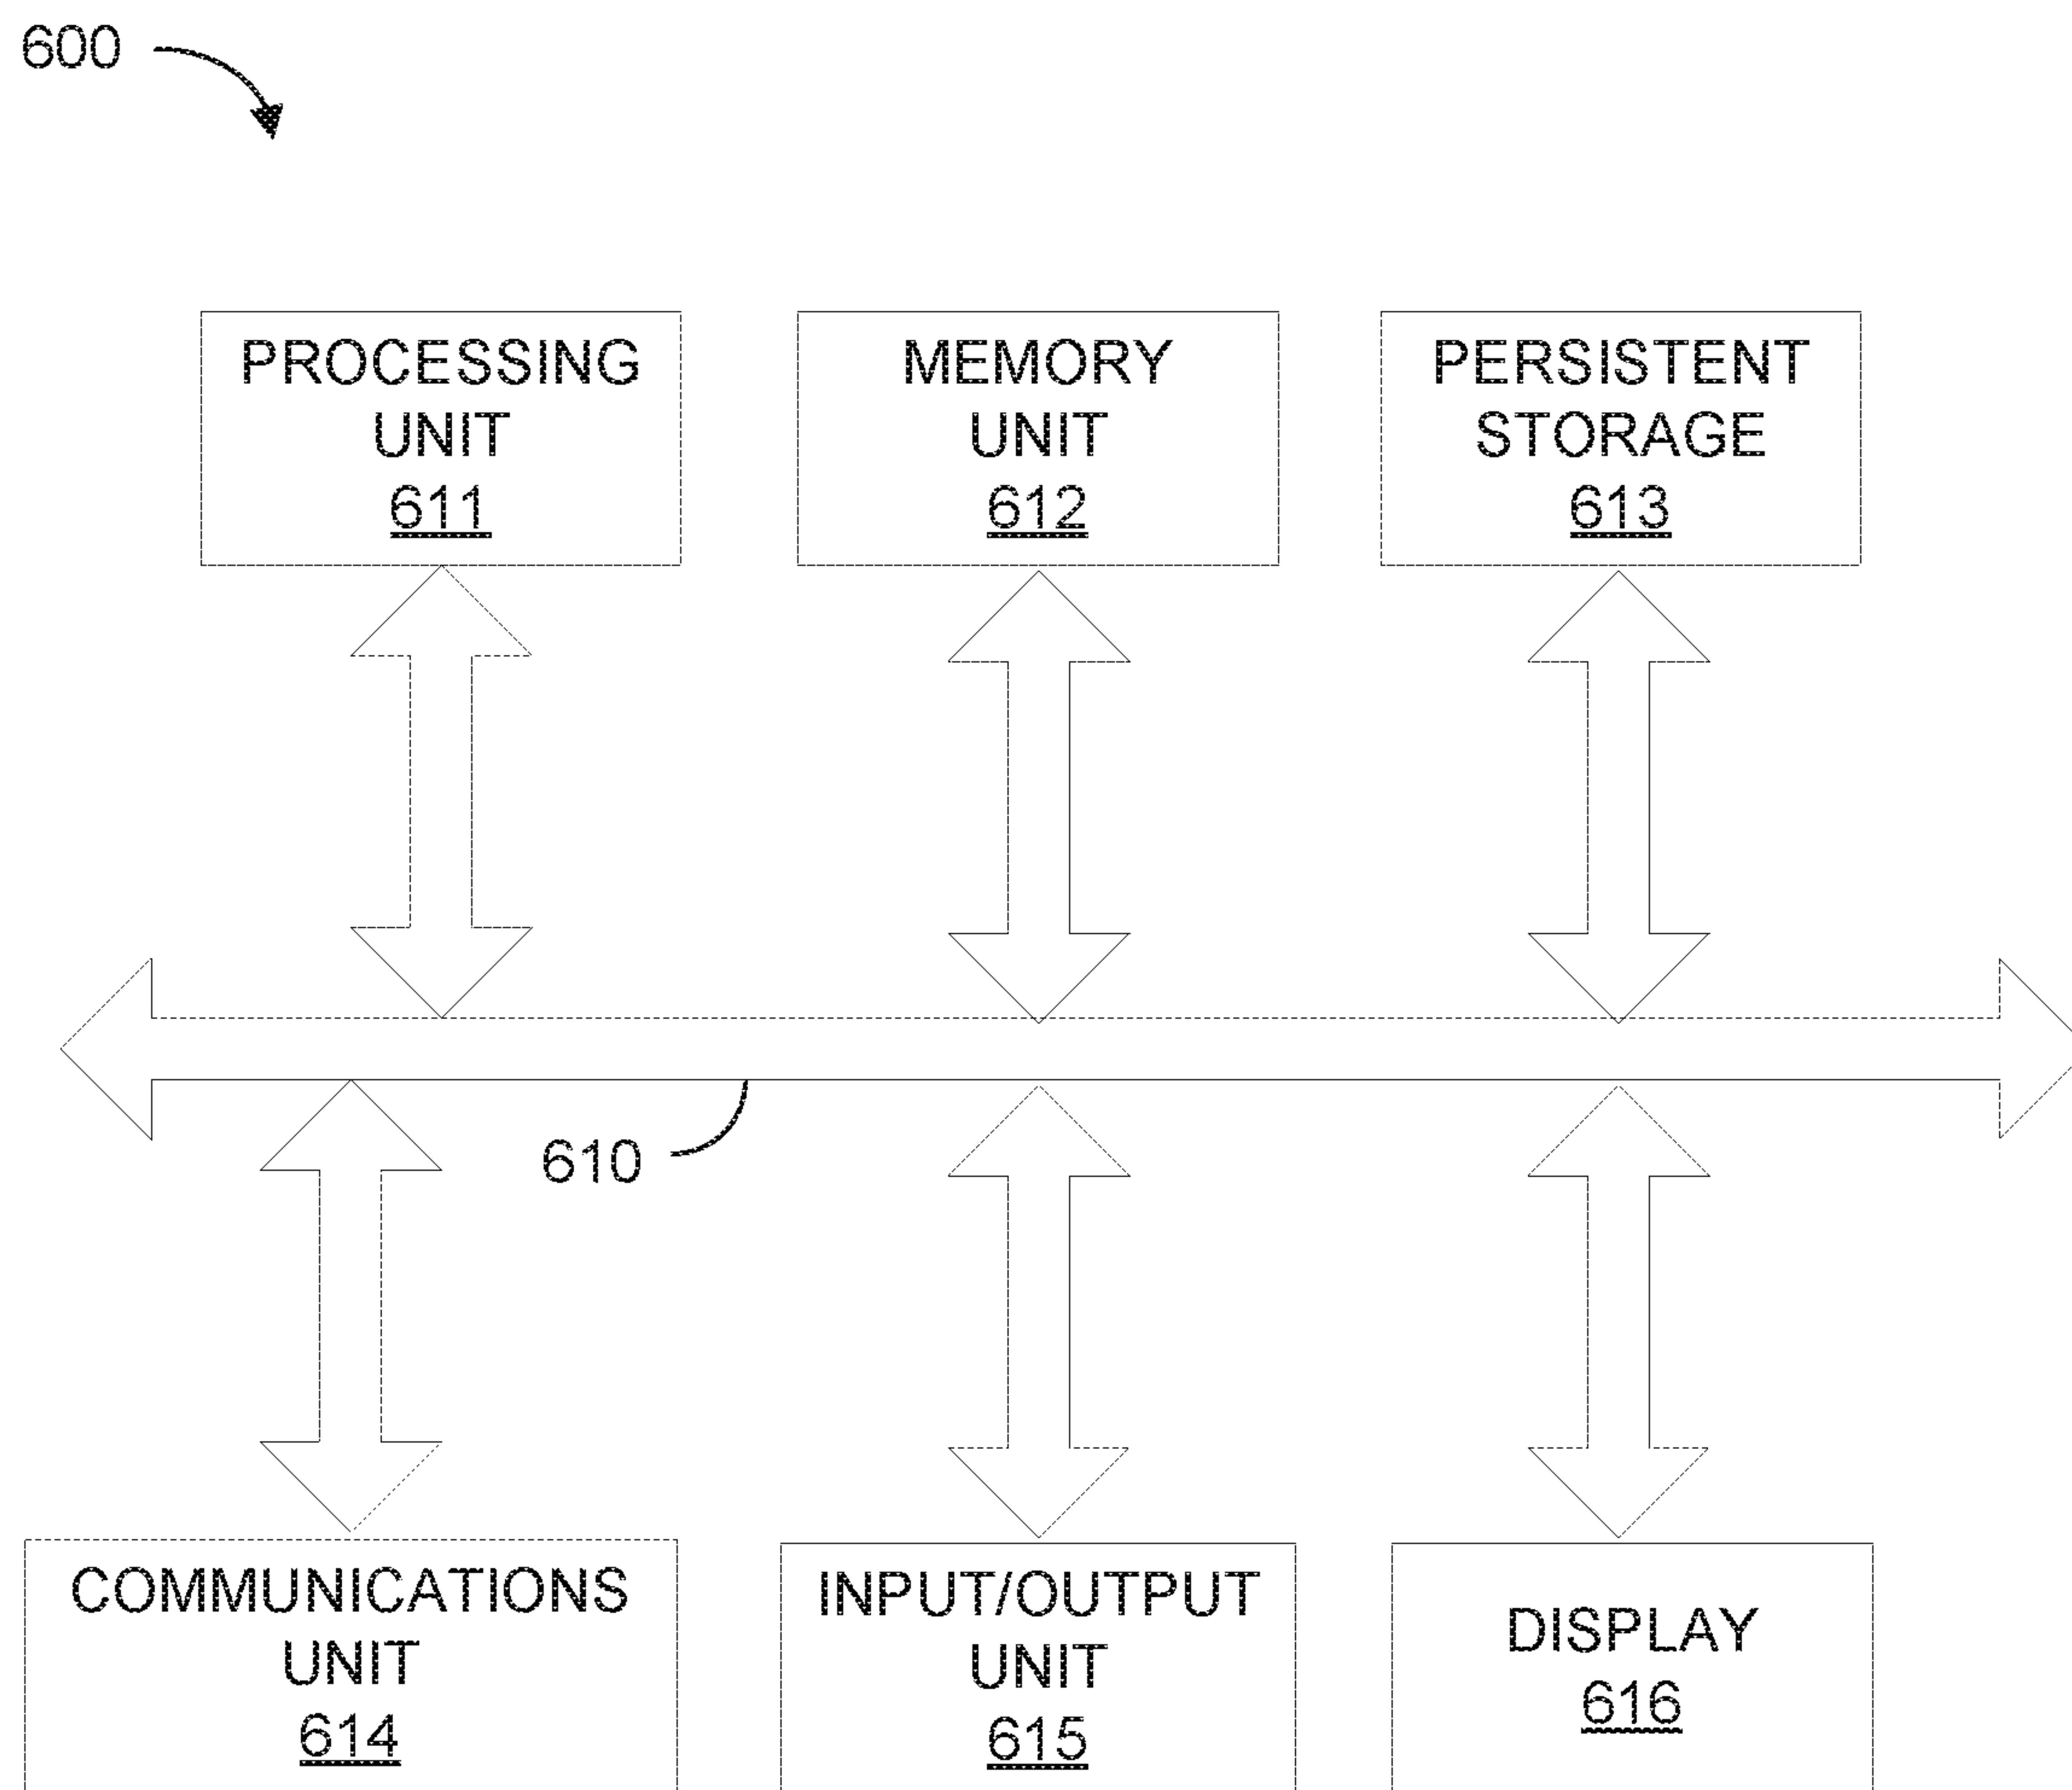 600
PROCESSING
UNIT
611
MEMORY
UNIT
612
PERSISTENT
STORAGE
613
610
COMMUNICATIONS
UNIT
614
INPUT/OUTPUT
UNIT
615
DISPLAY
616